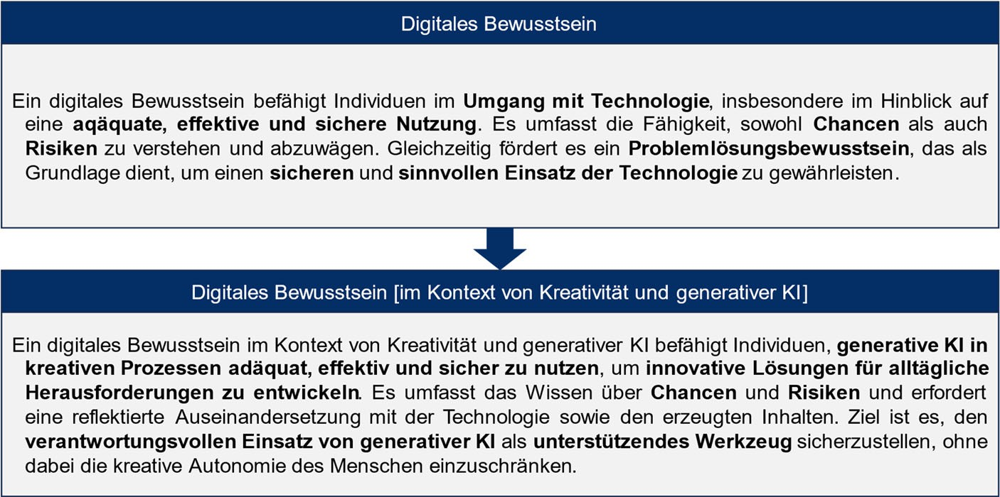 Digitales Bewusstsein
Ein digitales Bewusstsein befähigt Individuen im Umgang mit Technologie, insbesondere im Hinblick auf
eine aqäquate, effektive und sichere Nutzung. Es umfasst die Fähigkeit, sowohl Chancen als auch
Risiken zu verstehen und abzuwägen. Gleichzeitig fördert es ein Problemlösungsbewusstsein, das als
Grundlage dient, um einen sicheren und sinnvollen Einsatz der Technologie zu gewährleisten.
Digitales Bewusstsein [im Kontext von Kreativität und generativer KI]
Ein digitales Bewusstsein im Kontext von Kreativität und generativer KI befähigt Individuen, generative KI in
kreativen Prozessen adäquat, effektiv und sicher zu nutzen, um innovative Lösungen für alltägliche
Herausforderungen zu entwickeln. Es umfasst das Wissen über Chancen und Risiken und erfordert
eine reflektierte Auseinandersetzung mit der Technologie sowie den erzeugten Inhalten. Ziel ist es, den
verantwortungsvollen Einsatz von generativer KI als unterstützendes Werkzeug sicherzustellen, ohne
dabei die kreative Autonomie des Menschen einzuschränken.